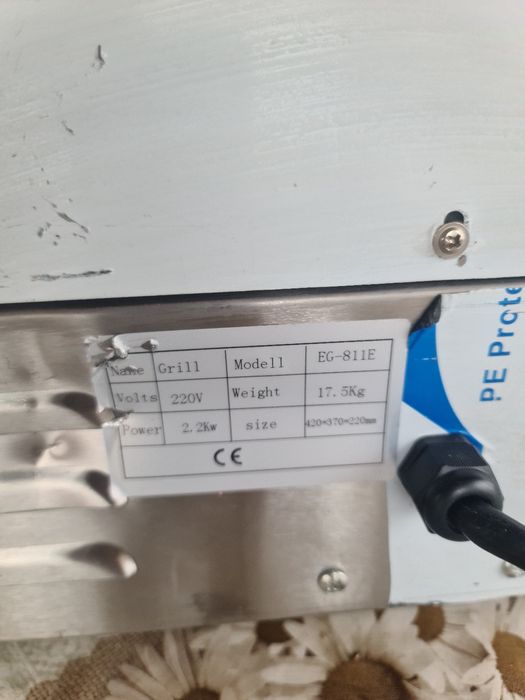 PE Prote
Name Grill Modell EG-811E
Volts 220V Weight 17.5Kg
Power 2.2Kw size 420*370*220mm
CE